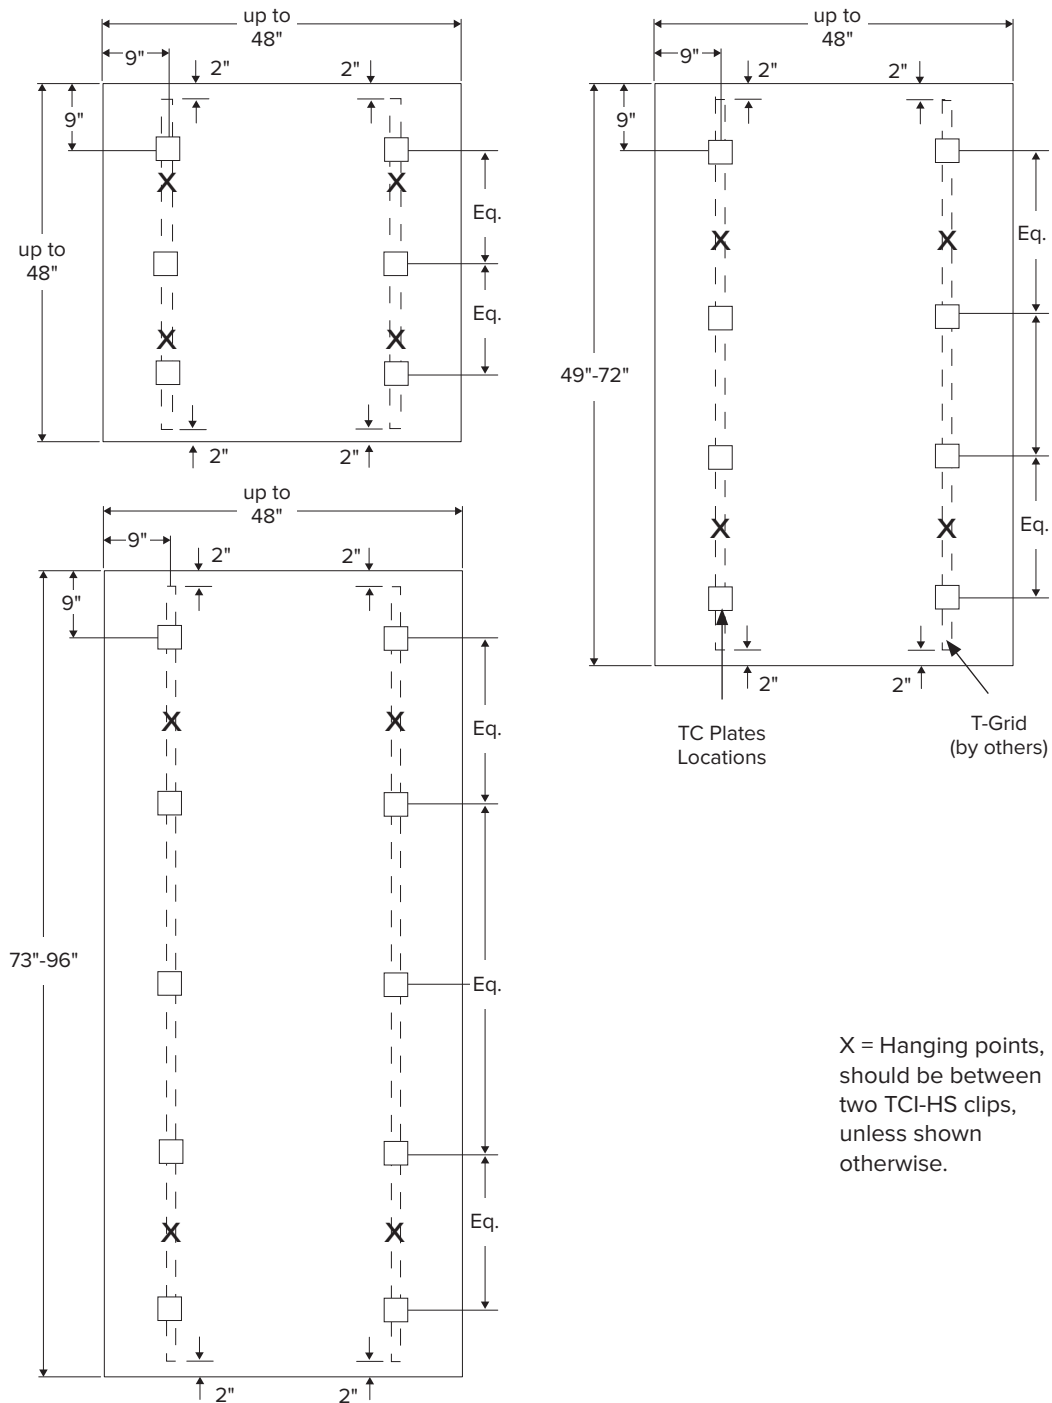 up to
48"
9"
2"
2"
9"
Eq.
up to
48"
Eq.
2"
2"
up to
48"
9"
2"
2"
9"
Eq.
49"-72"
Eq.
2"
2"
TC Plates
Locations
T-Grid
(by others)
up to
48"
9"
2"
2"
9"
Eq.
73"-96"
Eq.
Eq.
2"
2"
X
X
X
X
X
X
X
X
X
X
X
X
X = Hanging points,
should be between
two TCI-HS clips,
unless shown
otherwise.